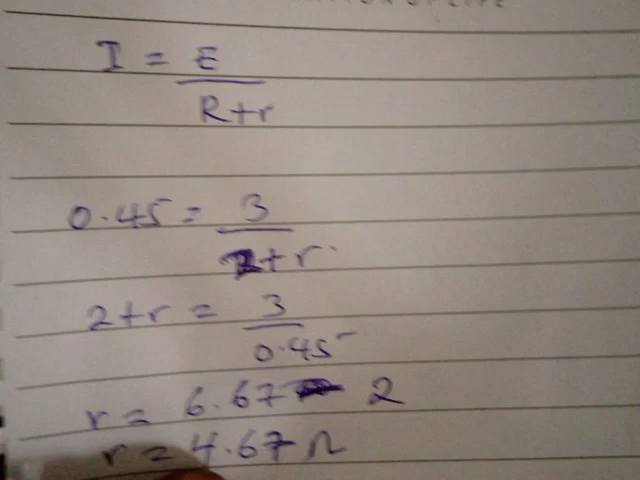 I = E
R+r
0.45 = 3
2+r
2+r = 3
0.45
r = 6.67 - 2
r = 4.67 Ω